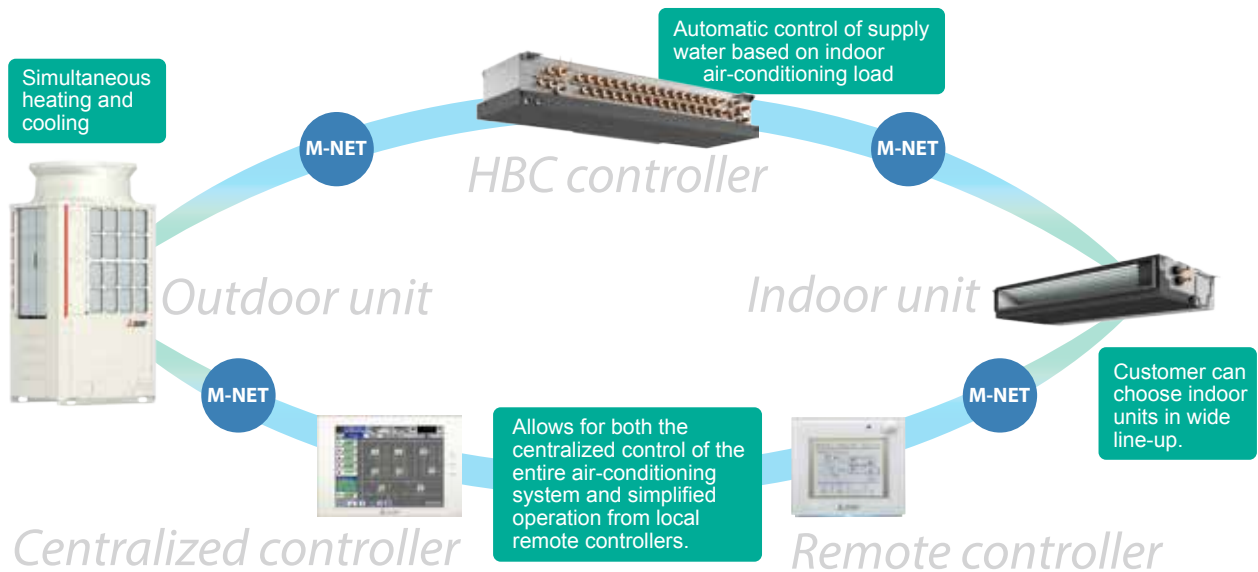 Simultaneous
heating and
cooling
Automatic control of supply
water based on indoor
air-conditioning load
M-NET
M-NET
HBC controller
Outdoor unit
Indoor unit
M-NET
M-NET
Customer can
choose indoor
units in wide
line-up.
Allows for both the
centralized control of the
entire air-conditioning
system and simplified
operation from local
remote controllers.
Centralized controller
Remote controller